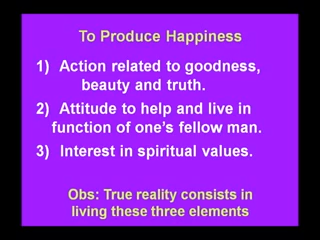 To Produce Happiness
1) Action related to goodness,
beauty and truth.
2) Attitude to help and live in
function of one's fellow man.
3) Interest in spiritual values.
Obs: True reality consists in
living these three elements